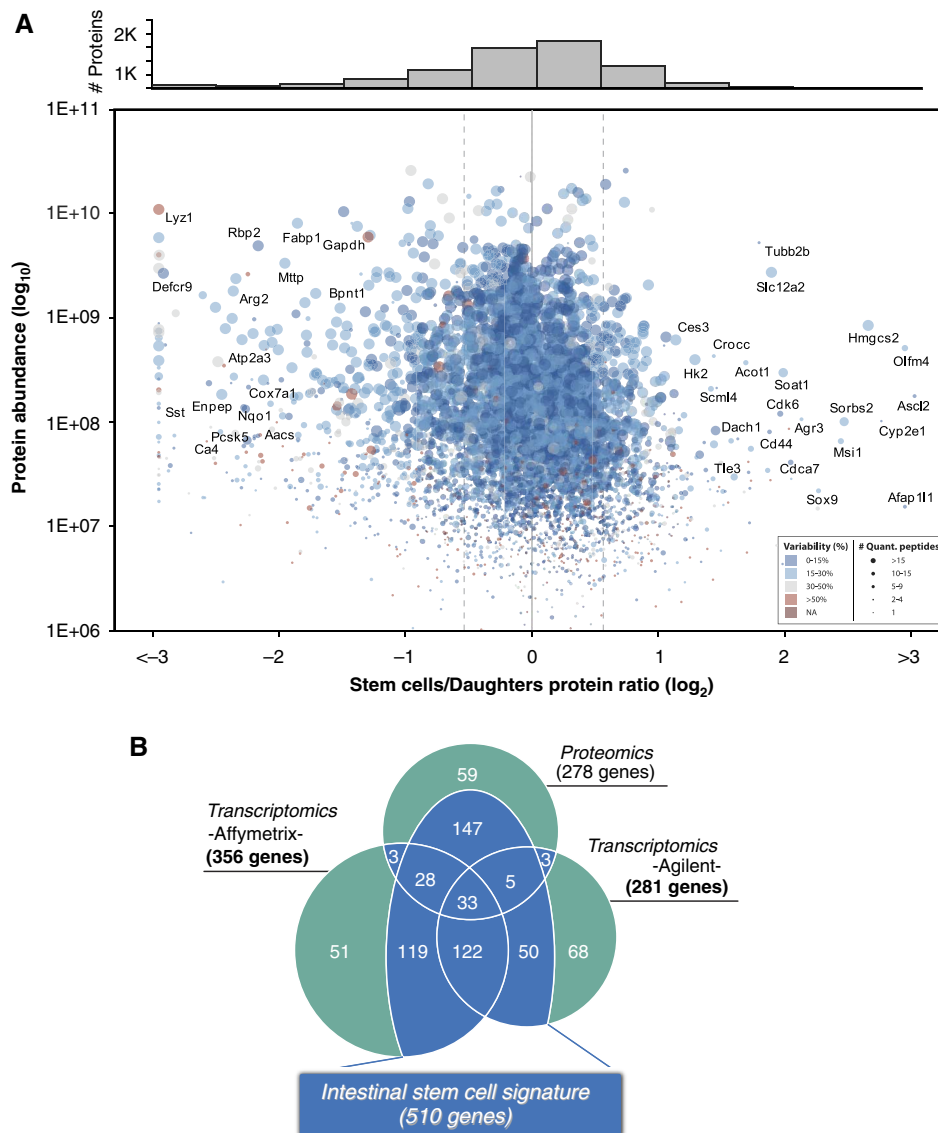 A
# Proteins
2K
1K
Protein abundance (log10)
1E+11
1E+10
1E+09
1E+08
1E+07
1E+06
Lyz1
Rbp2
Fabp1
Gapdh
Tubb2b
Defcr9
Mttp
Slc12a2
Arg2
Bpnt1
Ces3
Hmgcs2
Crocc
Atp2a3
Olfm4
Hk2
Acot1
Soat1
Cox7a1
Scml4
Sst
Enpep
Cdk6
Sorbs2
Ascl2
Nqo1
Dach1
Agr3
Cyp2e1
Pcsk5
Aacs
Cd44
Ca4
Msi1
Tle3
Cdca7
Sox9
Afap1l1
Variability (%)
# Quant. peptides
0-15%
>15
15-30%
10-15
30-50%
5-9
>50%
2-4
NA
1
<–3
–2
–1
0
1
2
>3
Stem cells/Daughters protein ratio (log2)
B
Proteomics
(278 genes)
Transcriptomics
-Affymetrix-
(356 genes)
Transcriptomics
-Agilent-
(281 genes)
59
147
3
3
28
5
33
51
119
122
50
68
Intestinal stem cell signature
(510 genes)